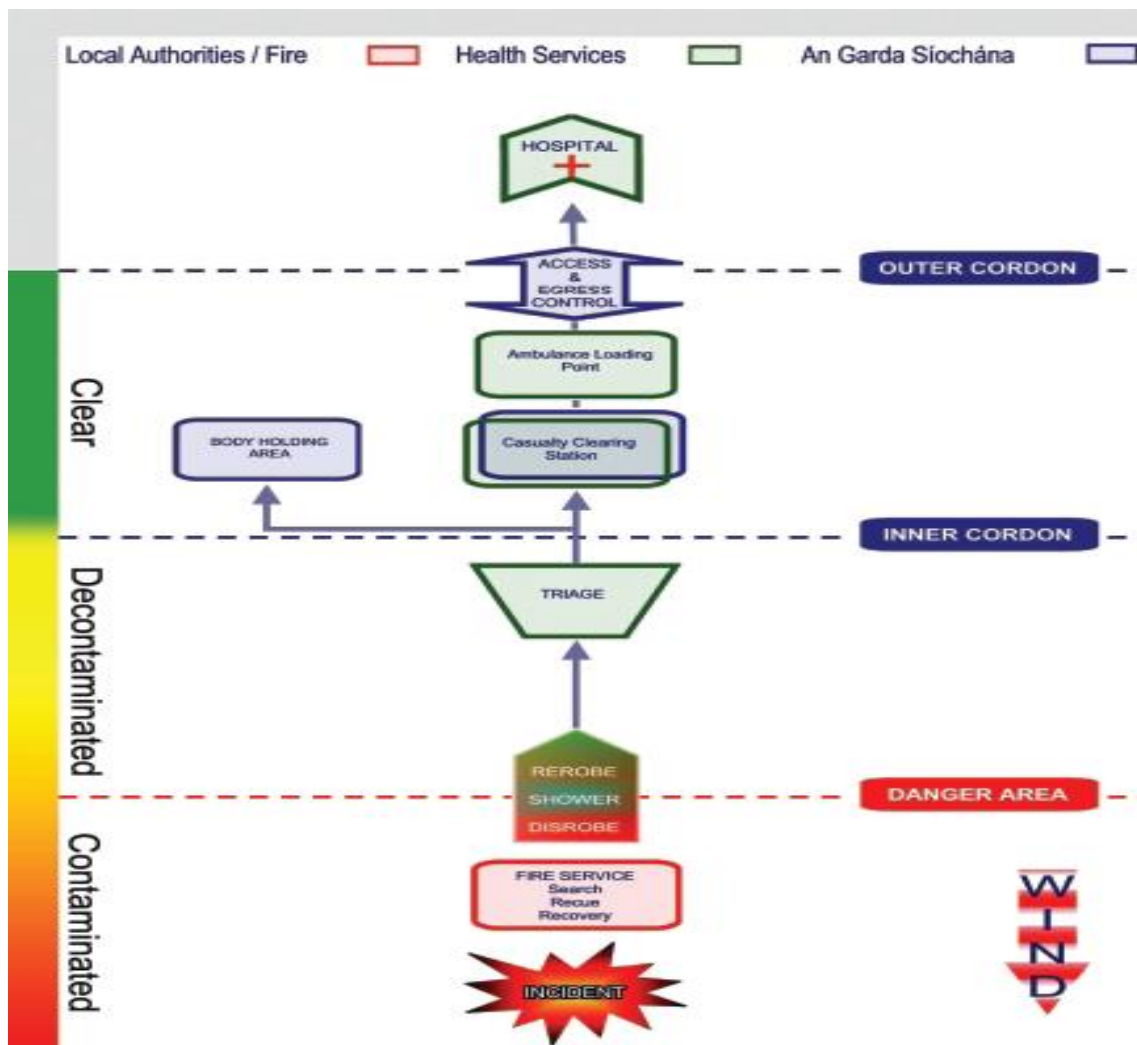 Local Authorities / Fire Health Services An Garda Síochána
HOSPITAL
ACCESS
&
EGRESS
CONTROL
OUTER CORDON
Ambulance Loading
Point
Clear
BODY HOLDING
AREA
Casualty Clearing
Station
INNER CORDON
Decontaminated
TRIAGE
REROBE
SHOWER
DISROBE
DANGER AREA
Contaminated
FIRE SERVICE
Search
Recue
Recovery
INCIDENT
WIND